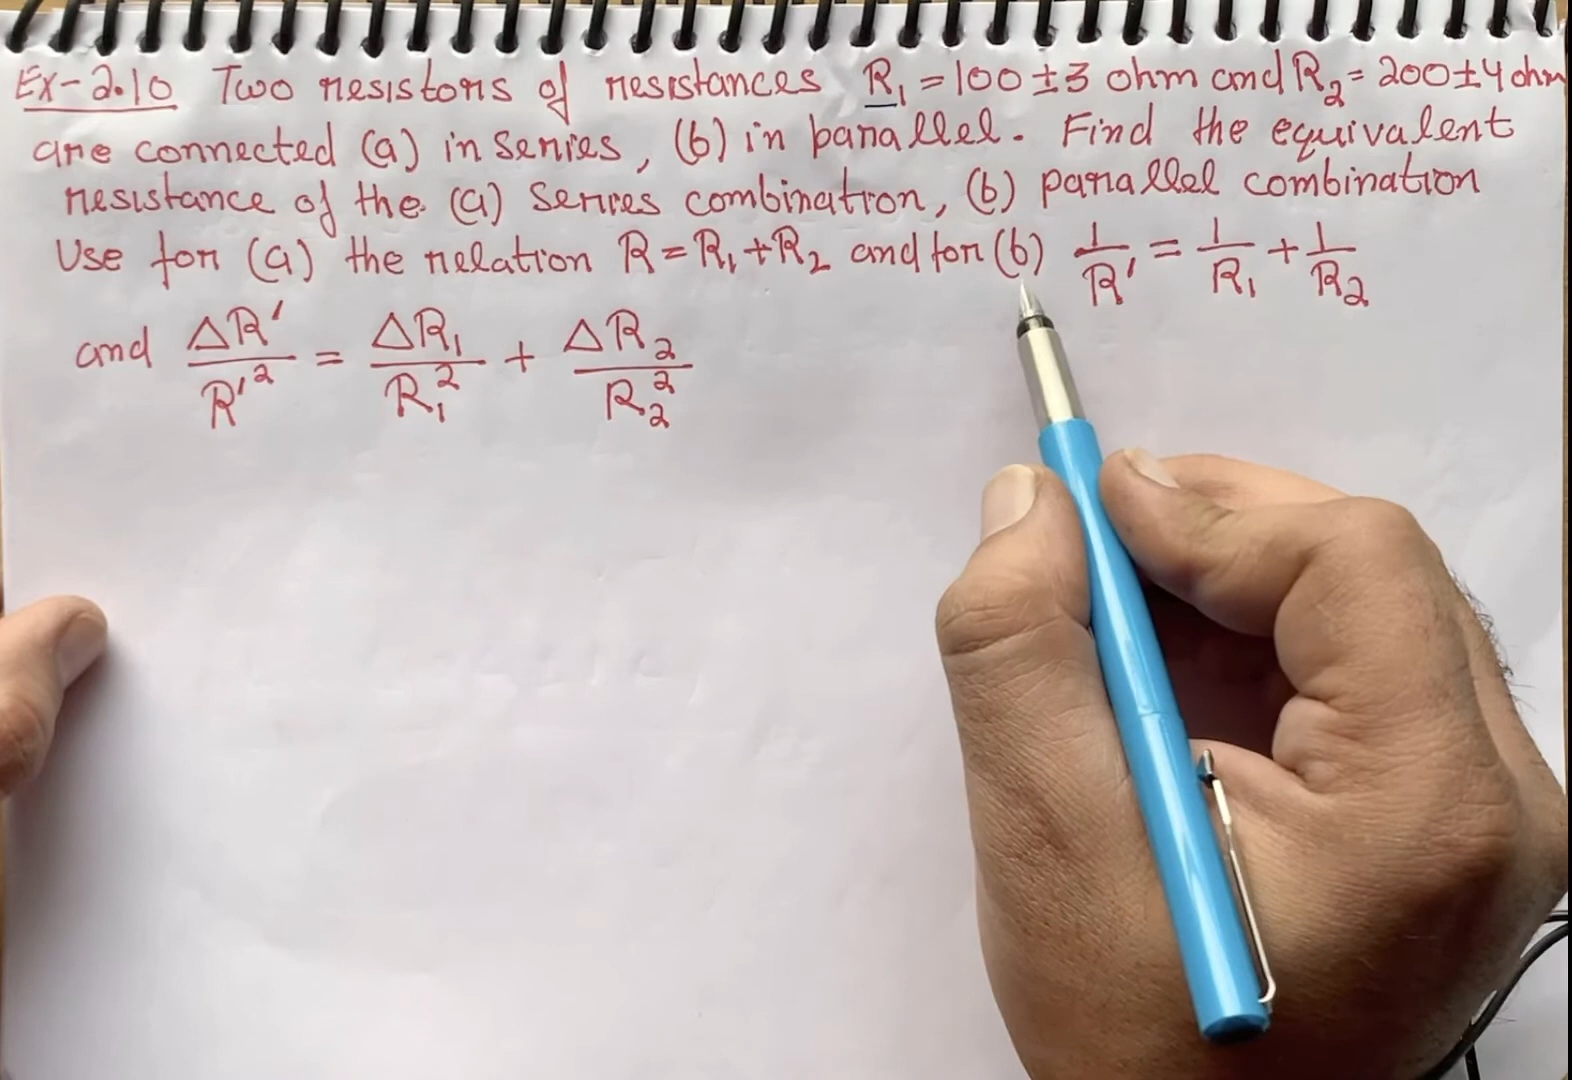 Ex-2.10 Two resistors of resistances R₁ = 100 ± 3 ohm and R₂ = 200 ± 4 ohm
are connected (a) in series, (b) in parallel. Find the equivalent
resistance of the (a) series combination, (b) parallel combination
Use for (a) the relation R = R₁ + R₂ and for (b) 1/R' = 1/R₁ + 1/R₂
and ΔR'/R'² = ΔR₁/R₁² + ΔR₂/R₂²